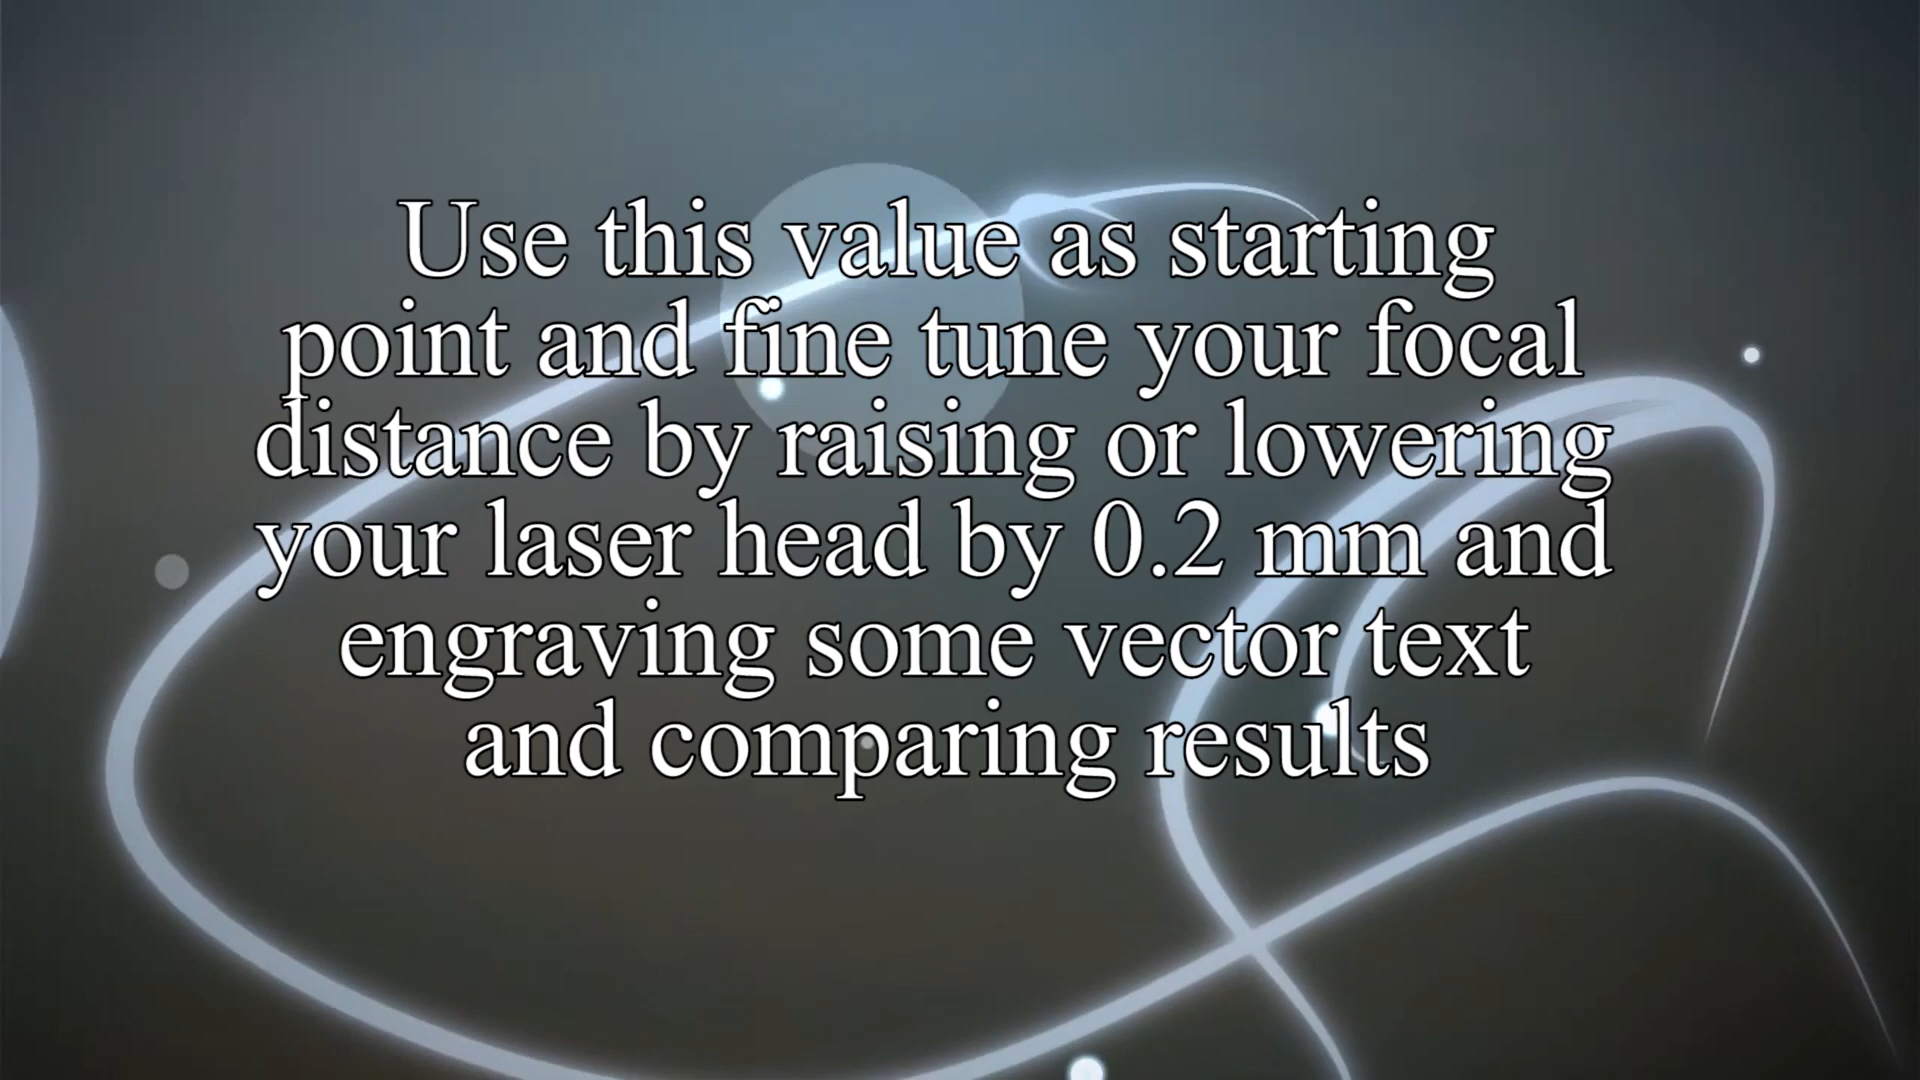 Use this value as starting
point and fine tune your focal
distance by raising or lowering
your laser head by 0.2 mm and
engraving some vector text
and comparing results